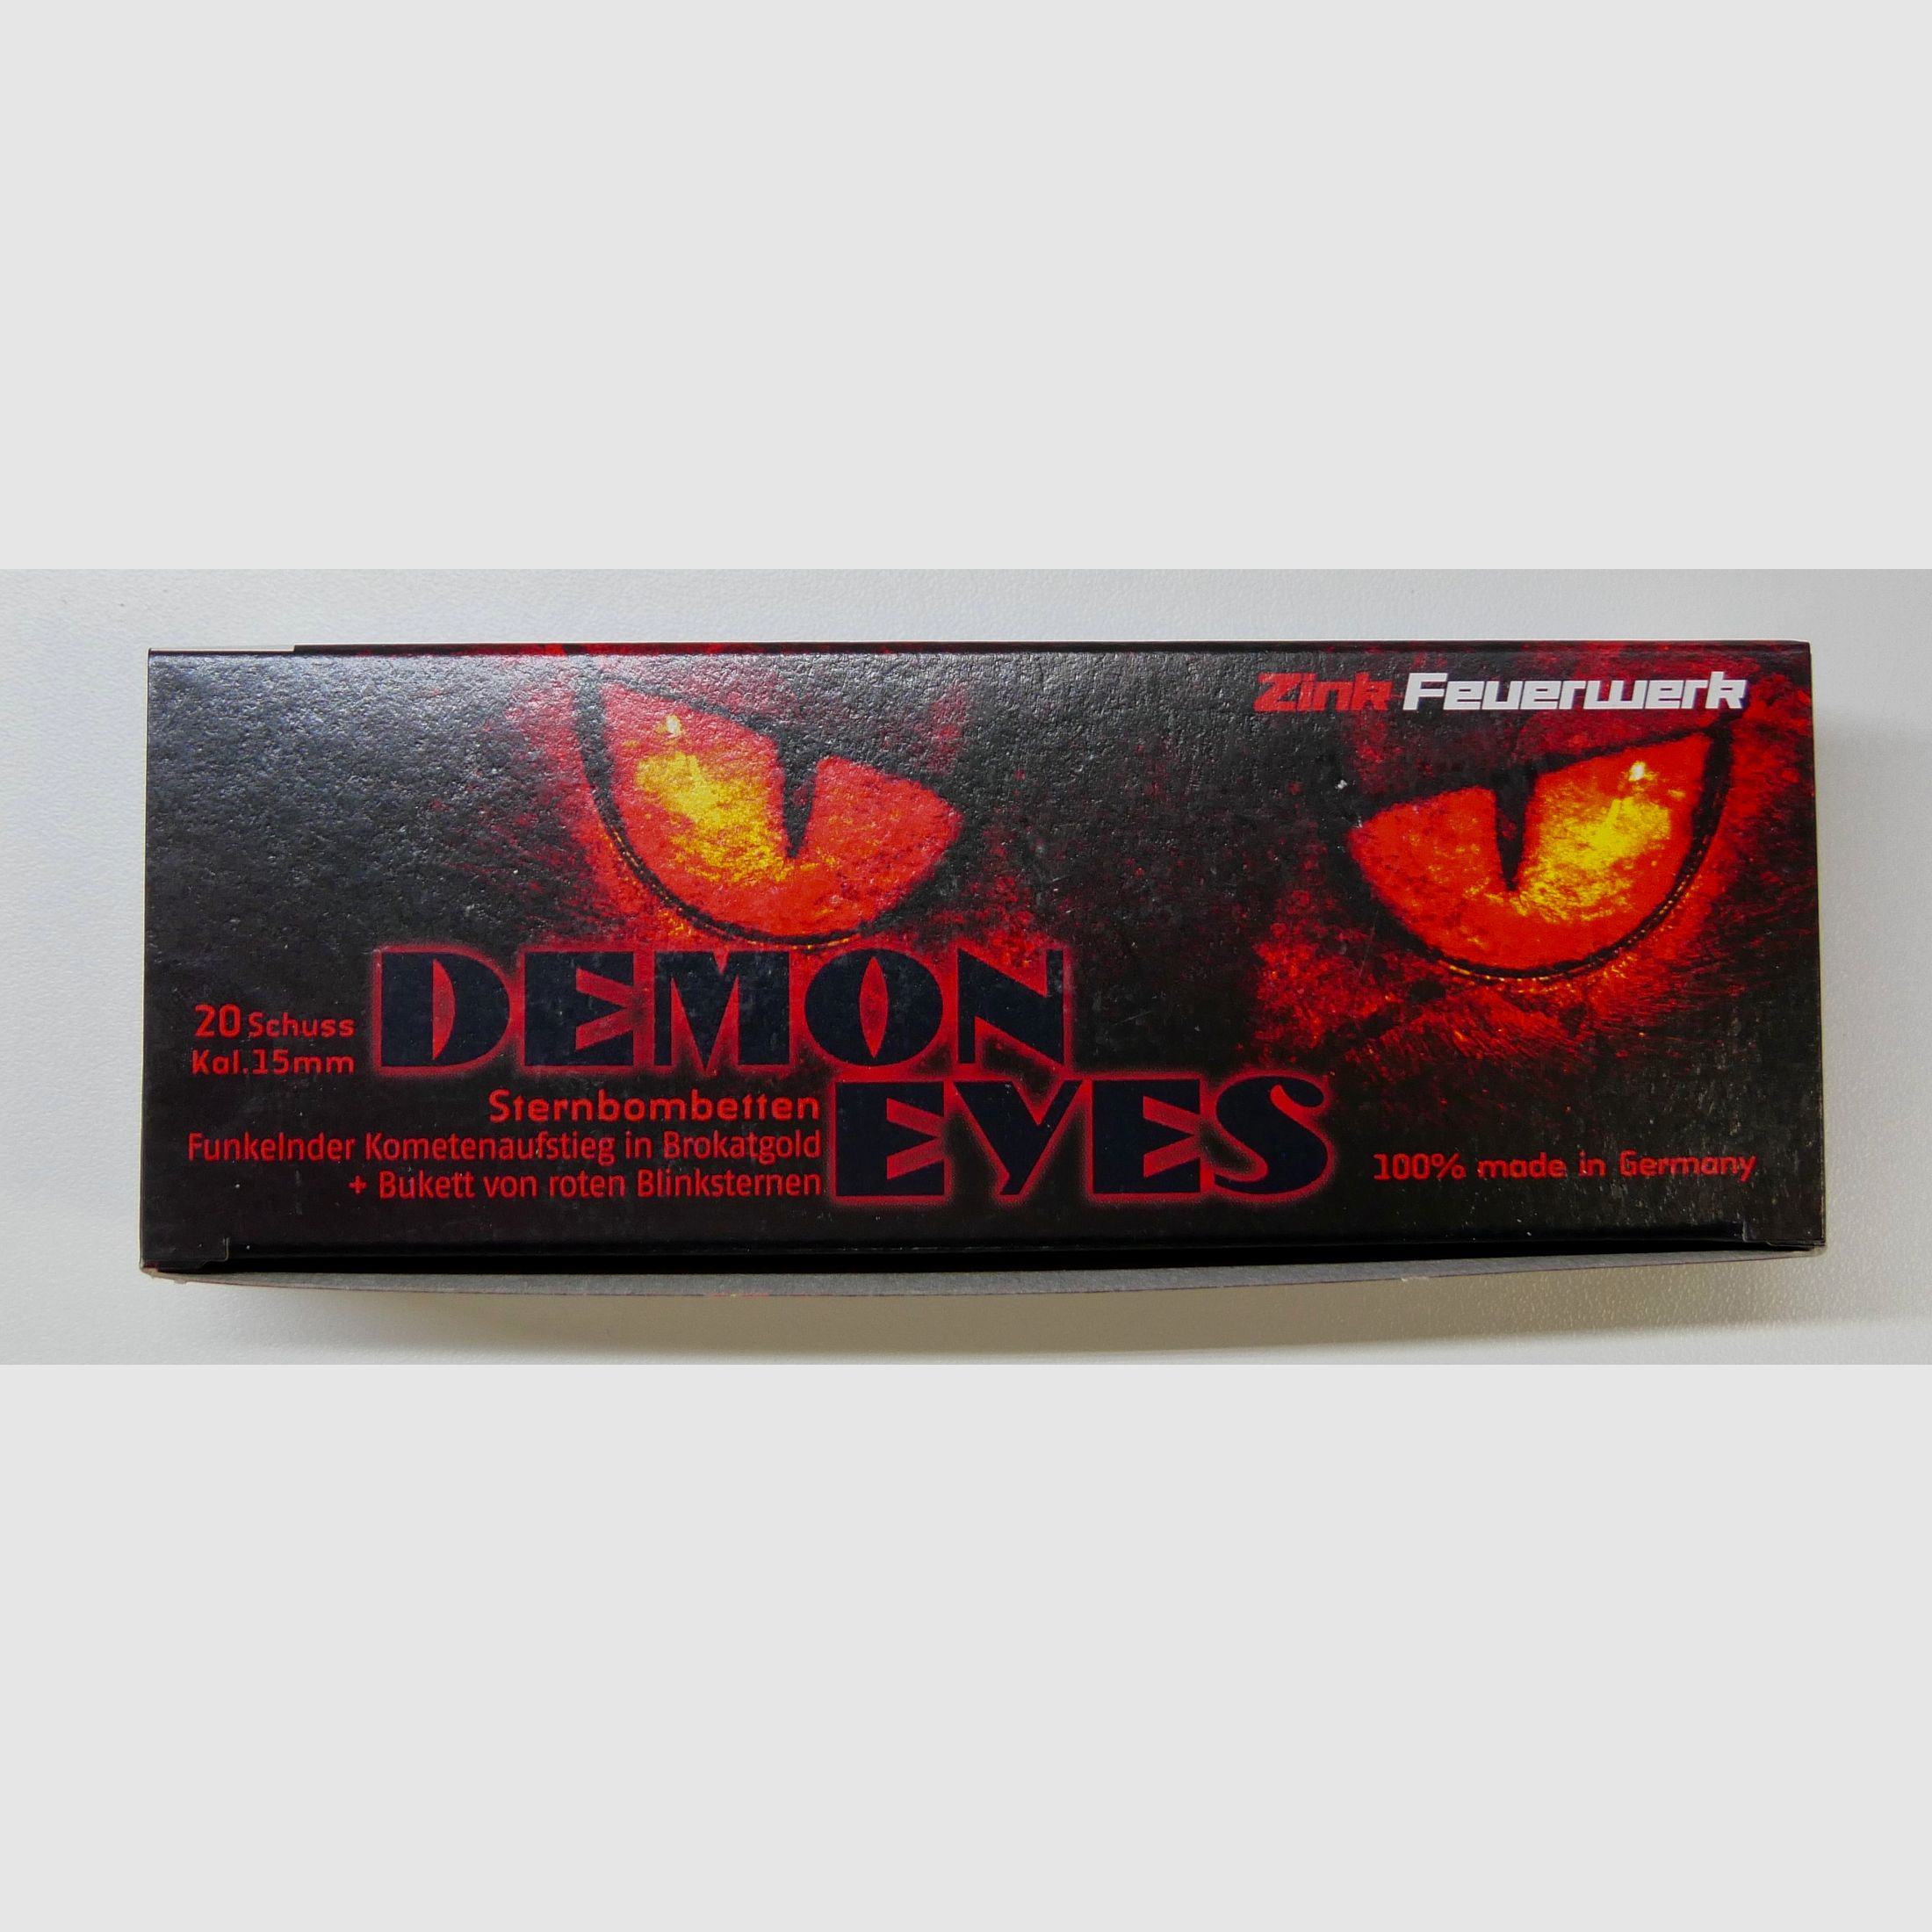 Zink Feuerwerk
DEMON
EYES
20 Schuss
Kal.15mm
Sternbombetten
Funkelnder Kometenaufstieg in Brokatgold
+ Bukett von roten Blinksternen
100% made in Germany